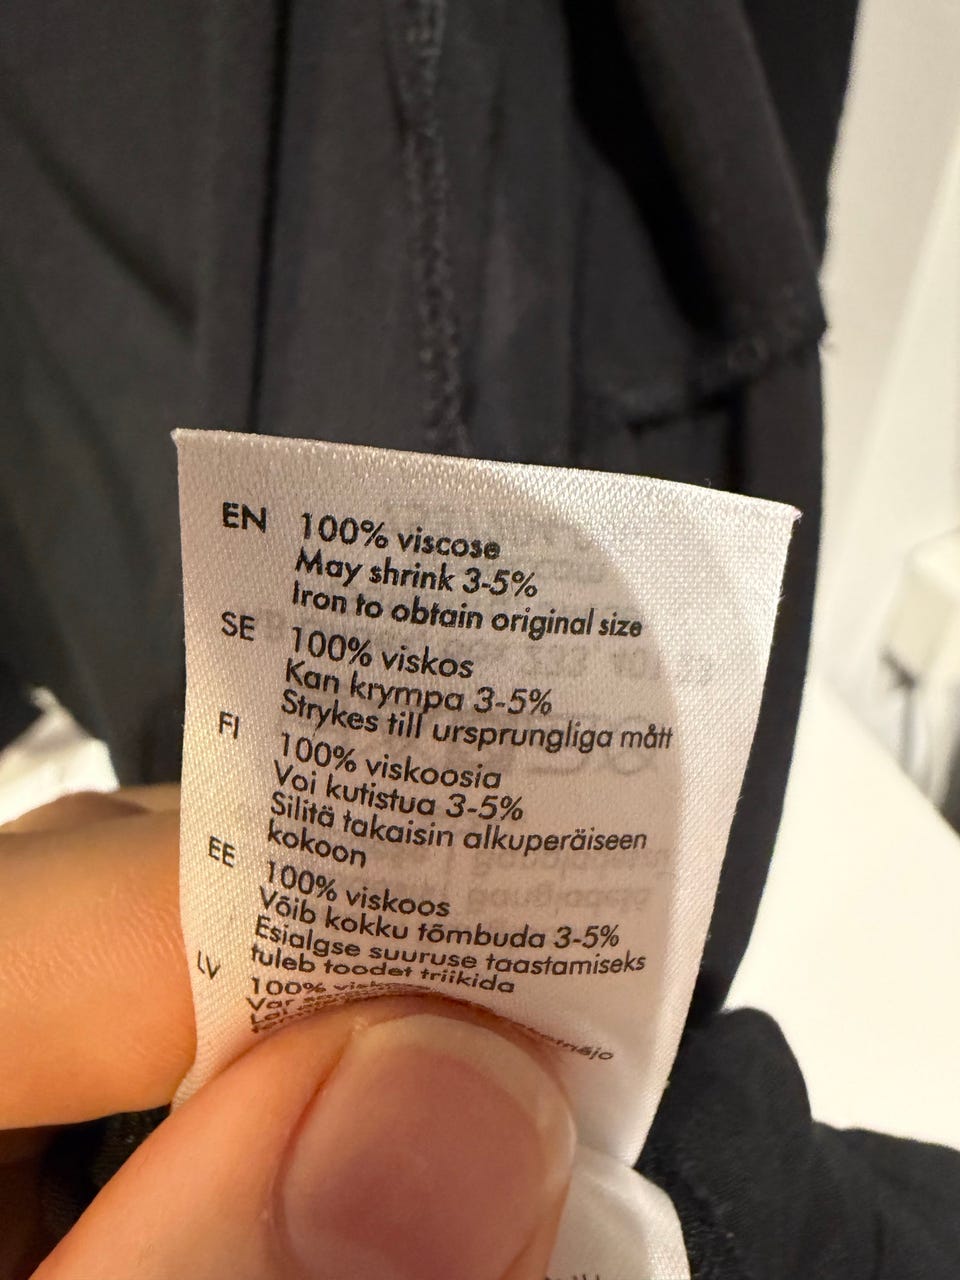 EN 100% viscose
May shrink 3-5%
Iron to obtain original size
SE 100% viskos
Kan krympa 3-5%
Strykes till ursprungliga mått
FI 100% viskoosia
Voi kutistua 3-5%
Silitä takaisin alkuperäiseen
kokoon
EE 100% viskoos
Võib kokku tõmbuda 3-5%
Esialgse suuruse taastamiseks
tuleb toodet triikida
LV 100%
Var